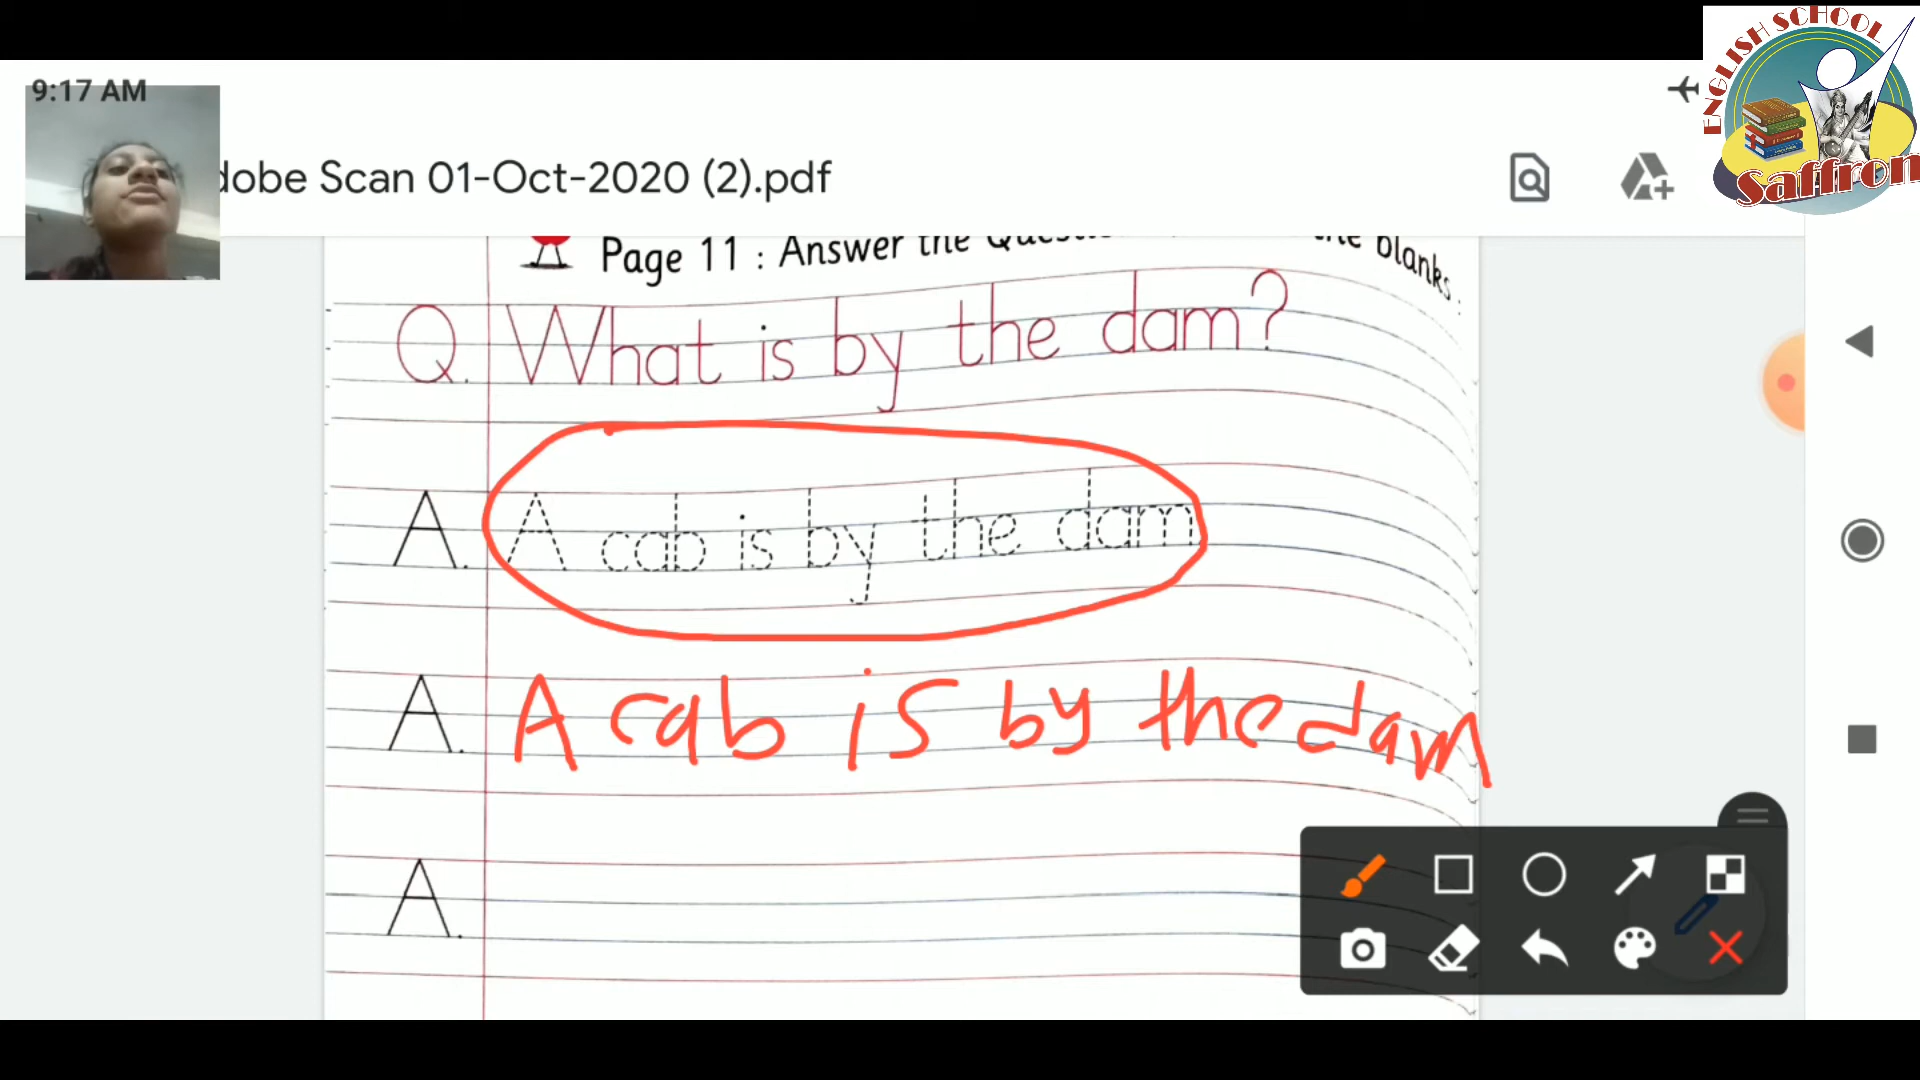 ENGLISH SCHOOL
Saffron
9:17 AM
dobe Scan 01-Oct-2020 (2).pdf
Page 11 : Answer the blanks.
Q. What is by the dam?
A. A cab is by the dam
A. A cab is by the dam
A.